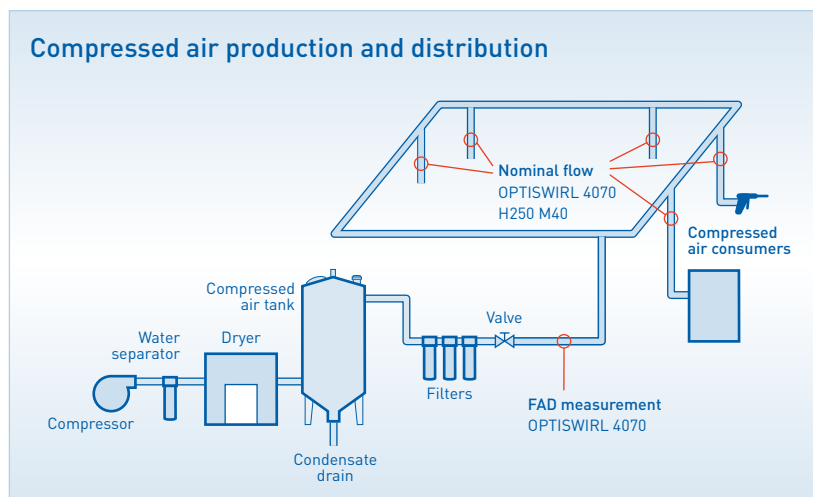 Compressed air production and distribution
Nominal flow
OPTISWIRL 4070
H250 M40
Compressed
air consumers
Compressed
air tank
Valve
Water
separator
Dryer
Filters
Compressor
FAD measurement
OPTISWIRL 4070
Condensate
drain